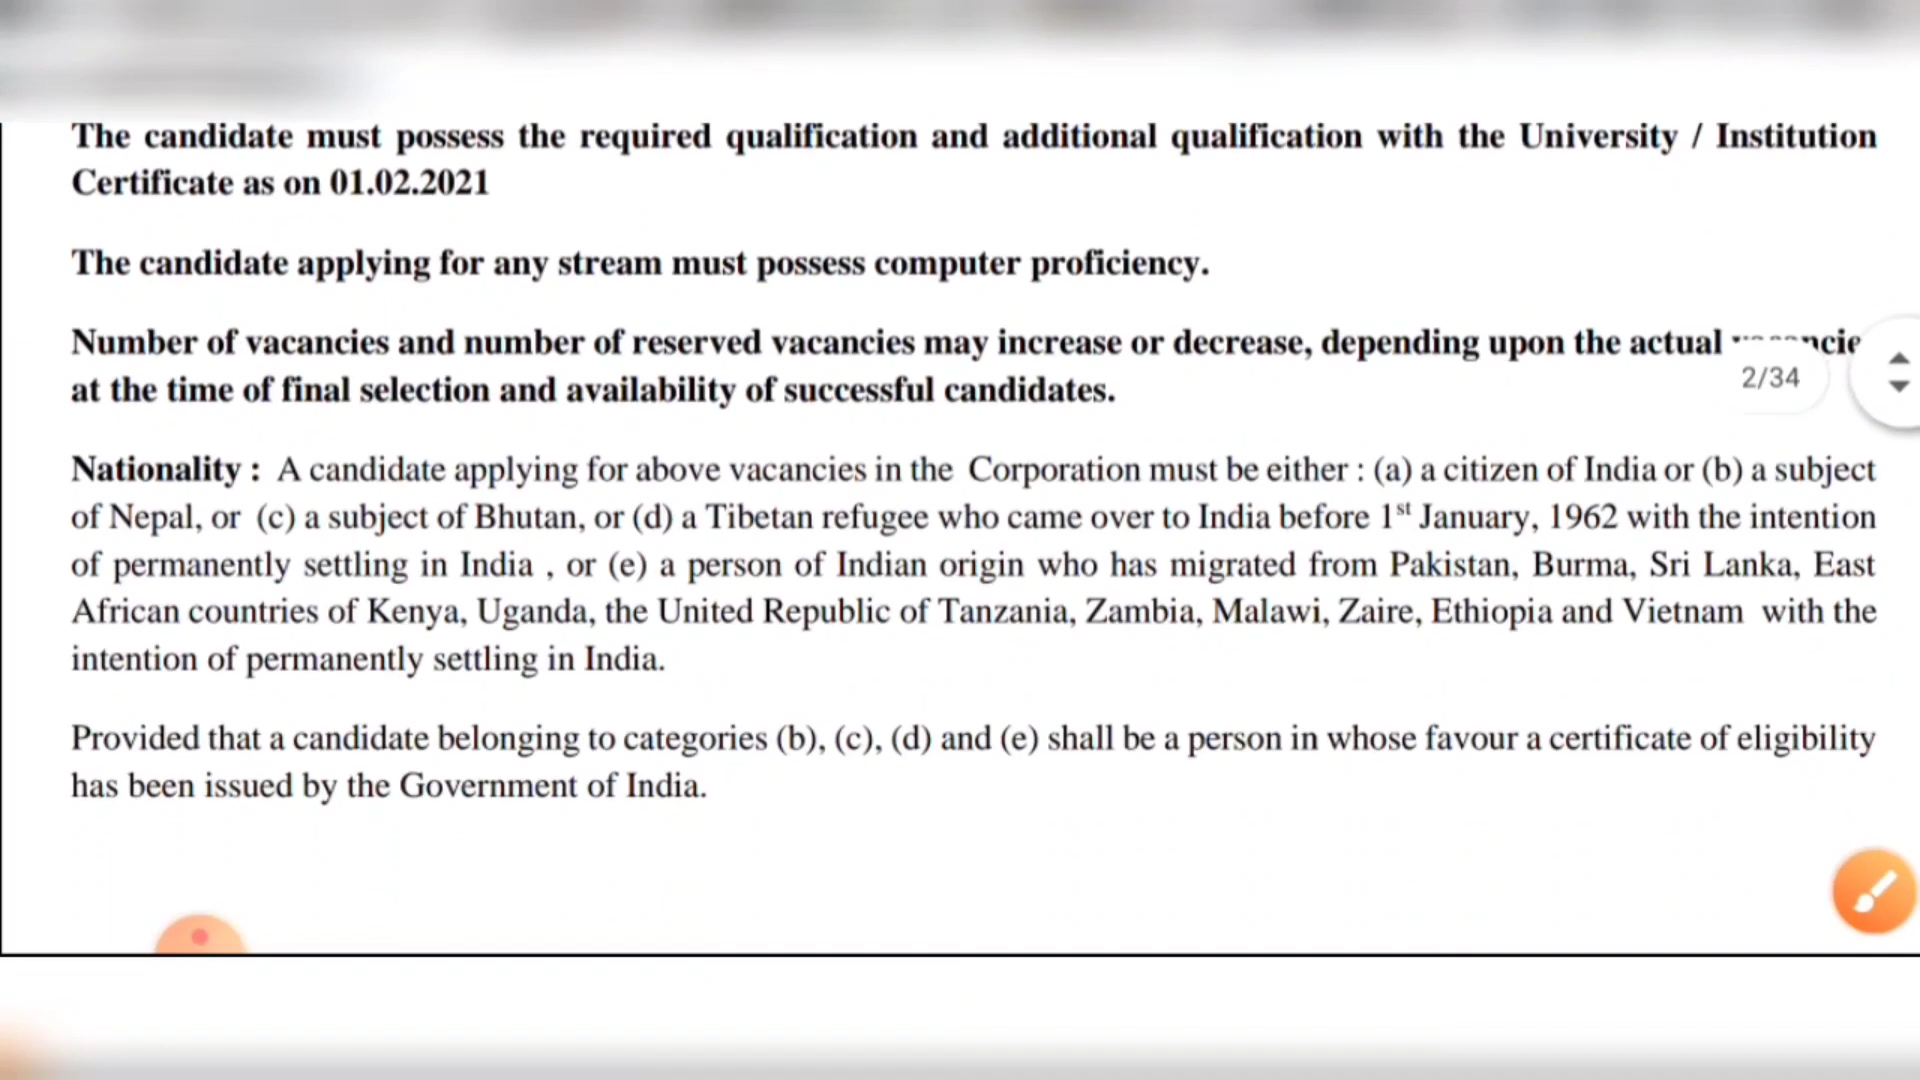 The candidate must possess the required qualification and additional qualification with the University / Institution
Certificate as on 01.02.2021
The candidate applying for any stream must possess computer proficiency.
Number of vacancies and number of reserved vacancies may increase or decrease, depending upon the actual
2/34
at the time of final selection and availability of successful candidates.
Nationality : A candidate applying for above vacancies in the Corporation must be either : (a) a citizen of India or (b) a subject
of Nepal, or (c) a subject of Bhutan, or (d) a Tibetan refugee who came over to India before 1st January, 1962 with the intention
of permanently settling in India , or (e) a person of Indian origin who has migrated from Pakistan, Burma, Sri Lanka, East
African countries of Kenya, Uganda, the United Republic of Tanzania, Zambia, Malawi, Zaire, Ethiopia and Vietnam with the
intention of permanently settling in India.
Provided that a candidate belonging to categories (b), (c), (d) and (e) shall be a person in whose favour a certificate of eligibility
has been issued by the Government of India.